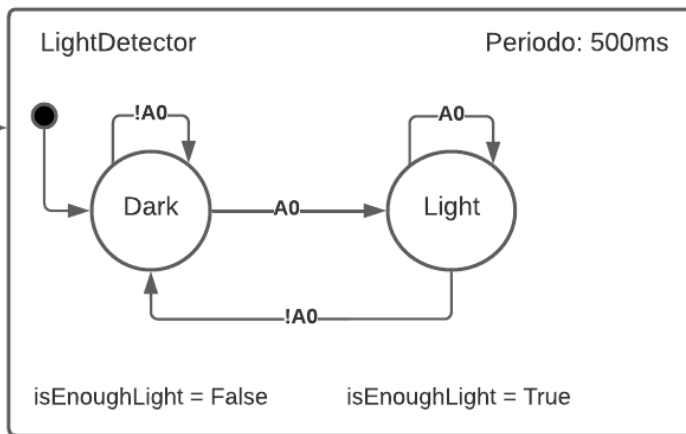 LightDetector
Periodo: 500ms
!A0
A0
Dark
A0
Light
!A0
isEnoughLight = False
isEnoughLight = True